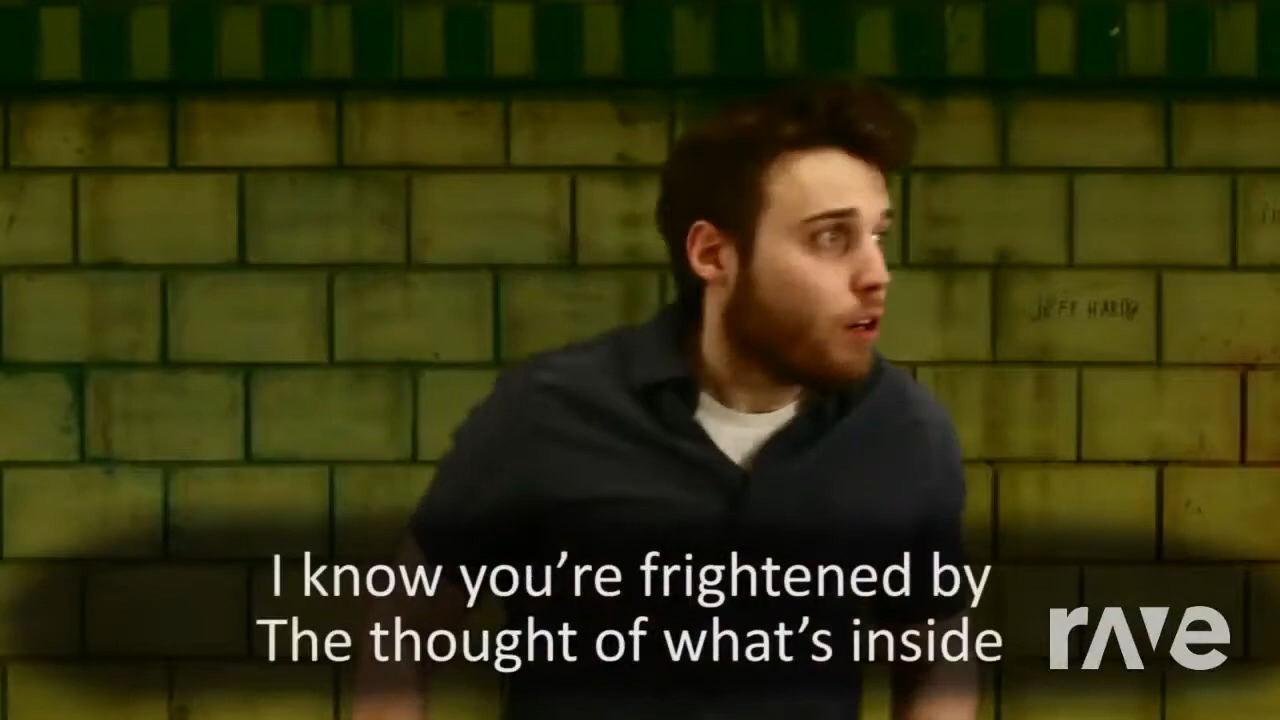 JEFF HARDY
I know you're frightened by
The thought of what's inside
rave